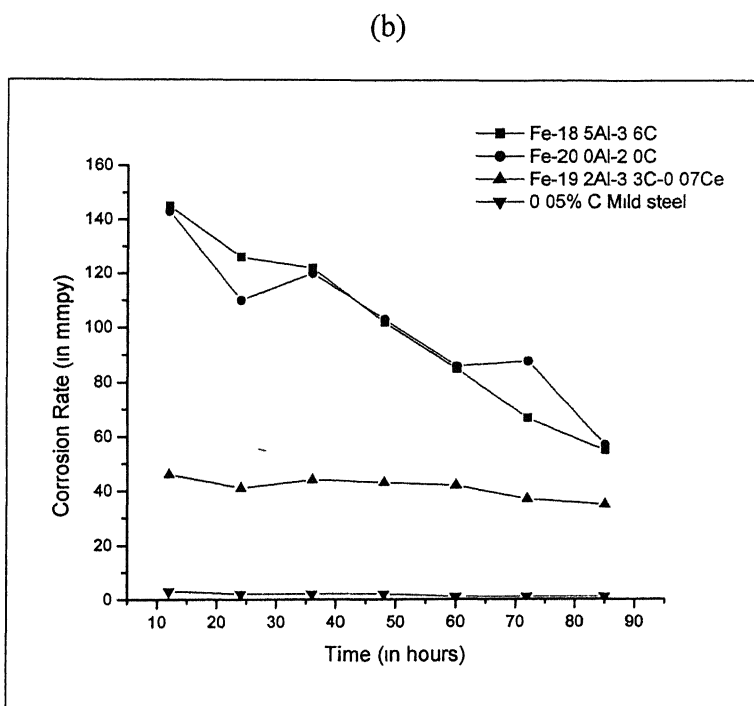 (b)
Fe-18 5Al-3 6C
Fe-20 0Al-2 0C
Fe-19 2Al-3 3C-0 07Ce
0 05% C Mild steel
160
140
120
100
80
60
40
20
0
Corrosion Rate (in mmpy)
10 20 30 40 50 60 70 80 90
Time (in hours)